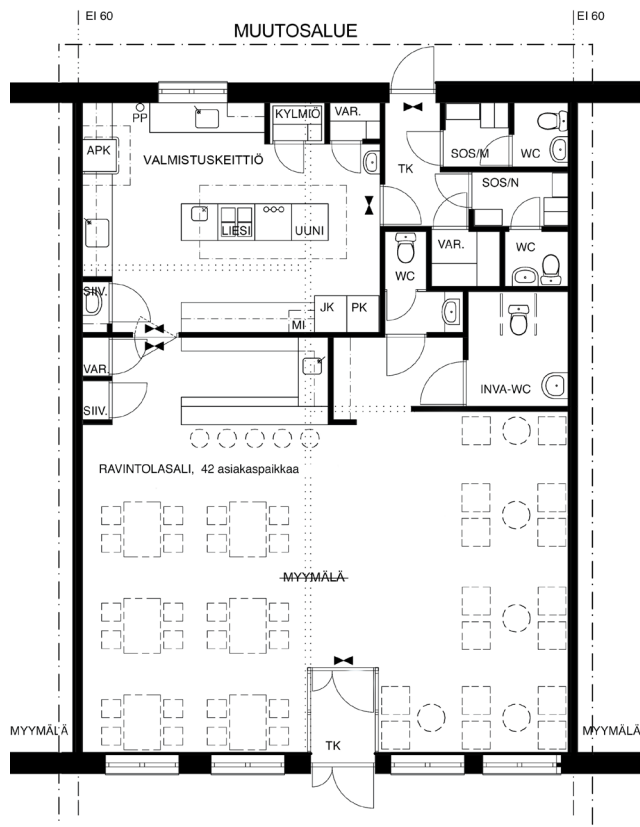 EI 60
EI 60
MUUTOSALUE
PP
KYLMIÖ
VAR.
APK
VALMISTUSKEITTIÖ
TK
SOS/M
WC
SOS/N
LIESI
UUNI
VAR.
WC
WC
SIIV.
MI
JK
PK
VAR.
SIIV.
INVA-WC
RAVINTOLASALI, 42 asiakaspaikkaa
MYYMÄLÄ
MYYMÄLÄ
MYYMÄLÄ
TK